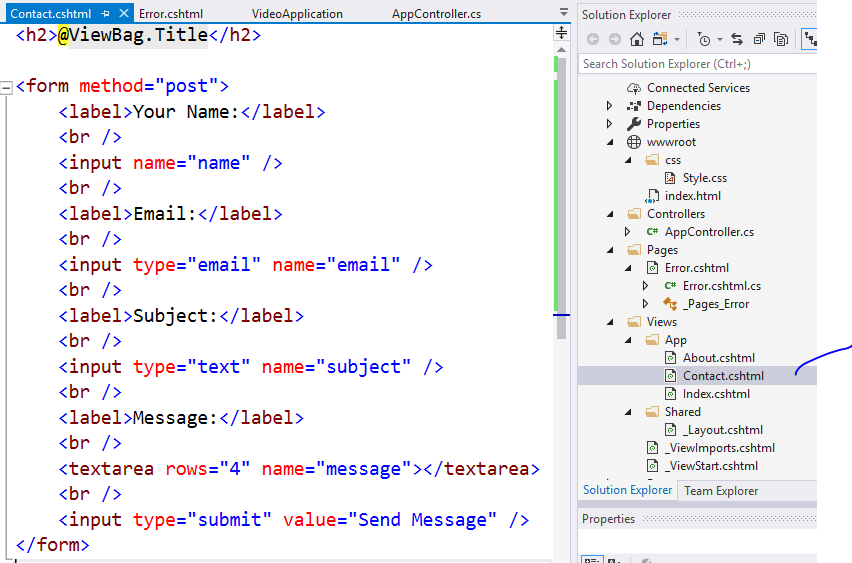 Contact.cshtml Error.cshtml VideoApplication AppController.cs
<h2>@ViewBag.Title</h2>
<form method="post">
<label>Your Name:</label>
<br />
<input name="name" />
<br />
<label>Email:</label>
<br />
<input type="email" name="email" />
<br />
<label>Subject:</label>
<br />
<input type="text" name="subject" />
<br />
<label>Message:</label>
<br />
<textarea rows="4" name="message"></textarea>
<br />
<input type="submit" value="Send Message" />
</form>
Solution Explorer
Search Solution Explorer (Ctrl+;)
Connected Services
Dependencies
Properties
wwwroot
css
Style.css
index.html
Controllers
C# AppController.cs
Pages
Error.cshtml
C# Error.cshtml.cs
_Pages_Error
Views
App
About.cshtml
Contact.cshtml
Index.cshtml
Shared
_Layout.cshtml
_ViewImports.cshtml
_ViewStart.cshtml
Solution Explorer Team Explorer
Properties